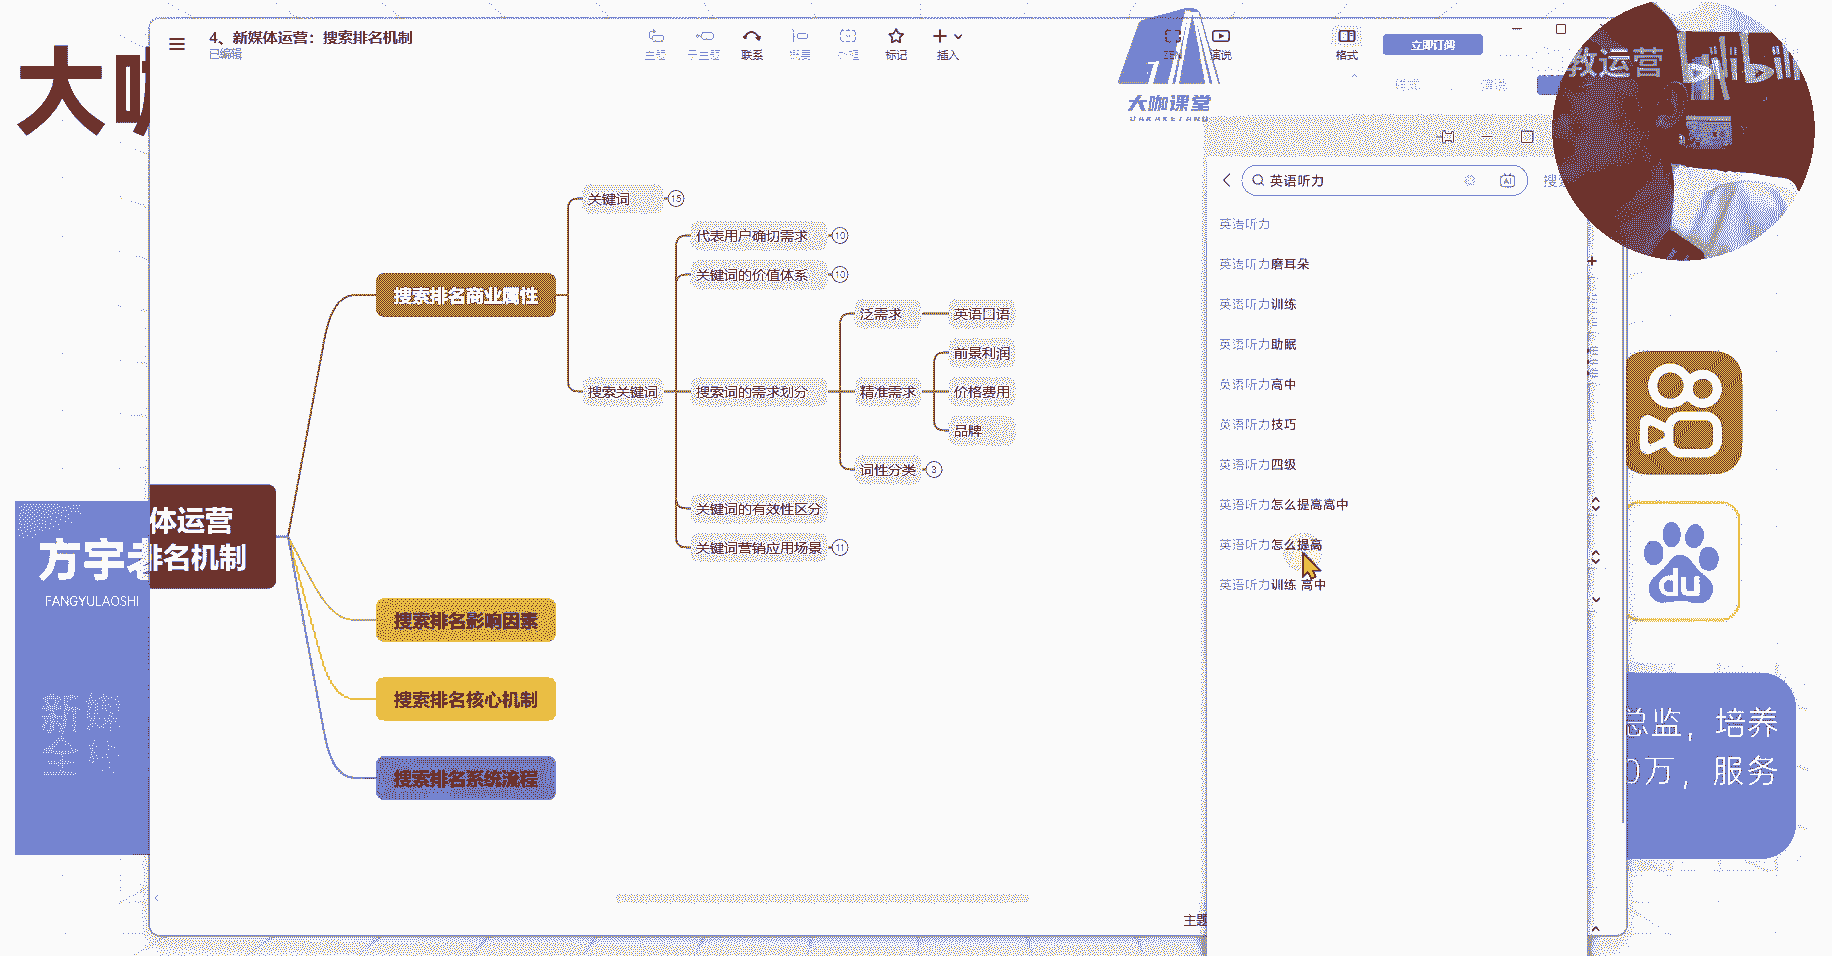 大咖
4、新媒体运营：搜索排名机制
已编辑
主题
子主题
联系
概要
外框
标记
插入
ZEN
演说
格式
立即订阅
样式
演说
大咖课堂
DAKAKETANG
教运营
bilibili
英语听力
搜索
英语听力
英语听力磨耳朵
英语听力训练
英语听力助眠
英语听力高中
英语听力技巧
英语听力四级
英语听力怎么提高高中
英语听力怎么提高
英语听力训练 高中
体运营
排名机制
搜索排名商业属性
关键词
15
搜索关键词
代表用户确切需求
10
关键词的价值体系
10
搜索词的需求划分
泛需求
英语口语
精准需求
前景利润
价格费用
品牌
词性分类
3
关键词的有效性区分
关键词营销应用场景
11
搜索排名影响因素
搜索排名核心机制
搜索排名系统流程
方宇老
FANGYULAOSHI
新媒
全栈
du
总监，培养
0万，服务
主题